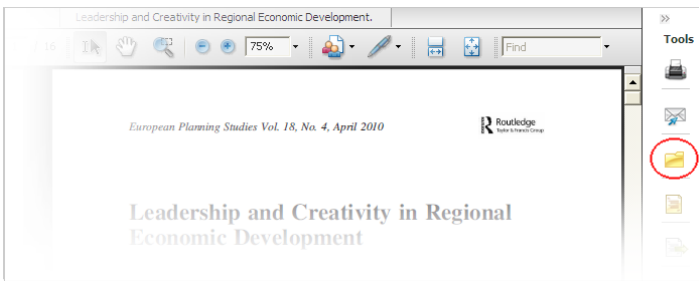 Leadership and Creativity in Regional Economic Development.
Tools
16
75%
Find
European Planning Studies Vol. 18, No. 4, April 2010
Routledge
Taylor & Francis Group
Leadership and Creativity in Regional
Economic Development